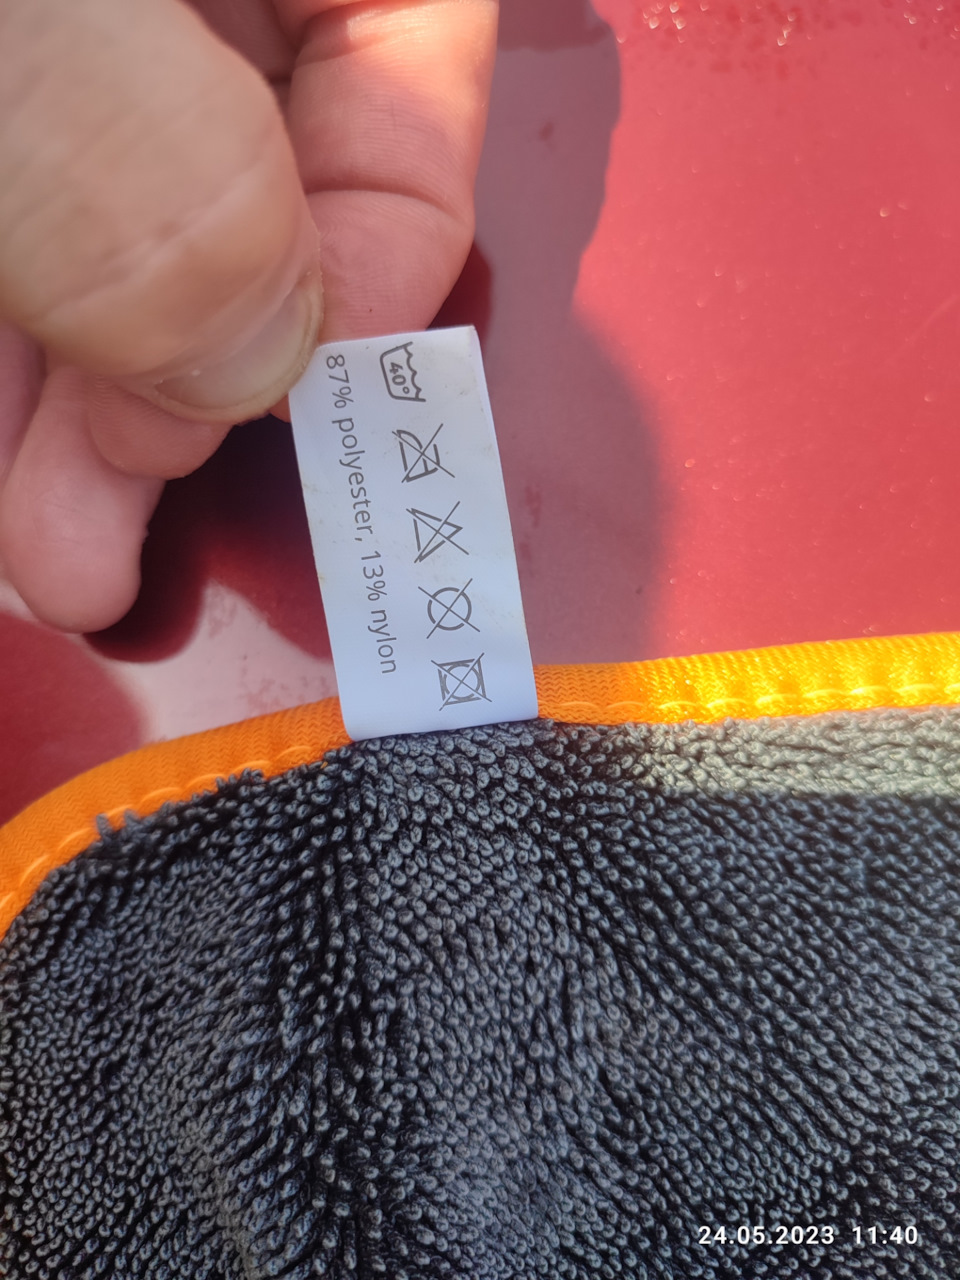 40°
87% polyester, 13% nylon
24.05.2023 11:40